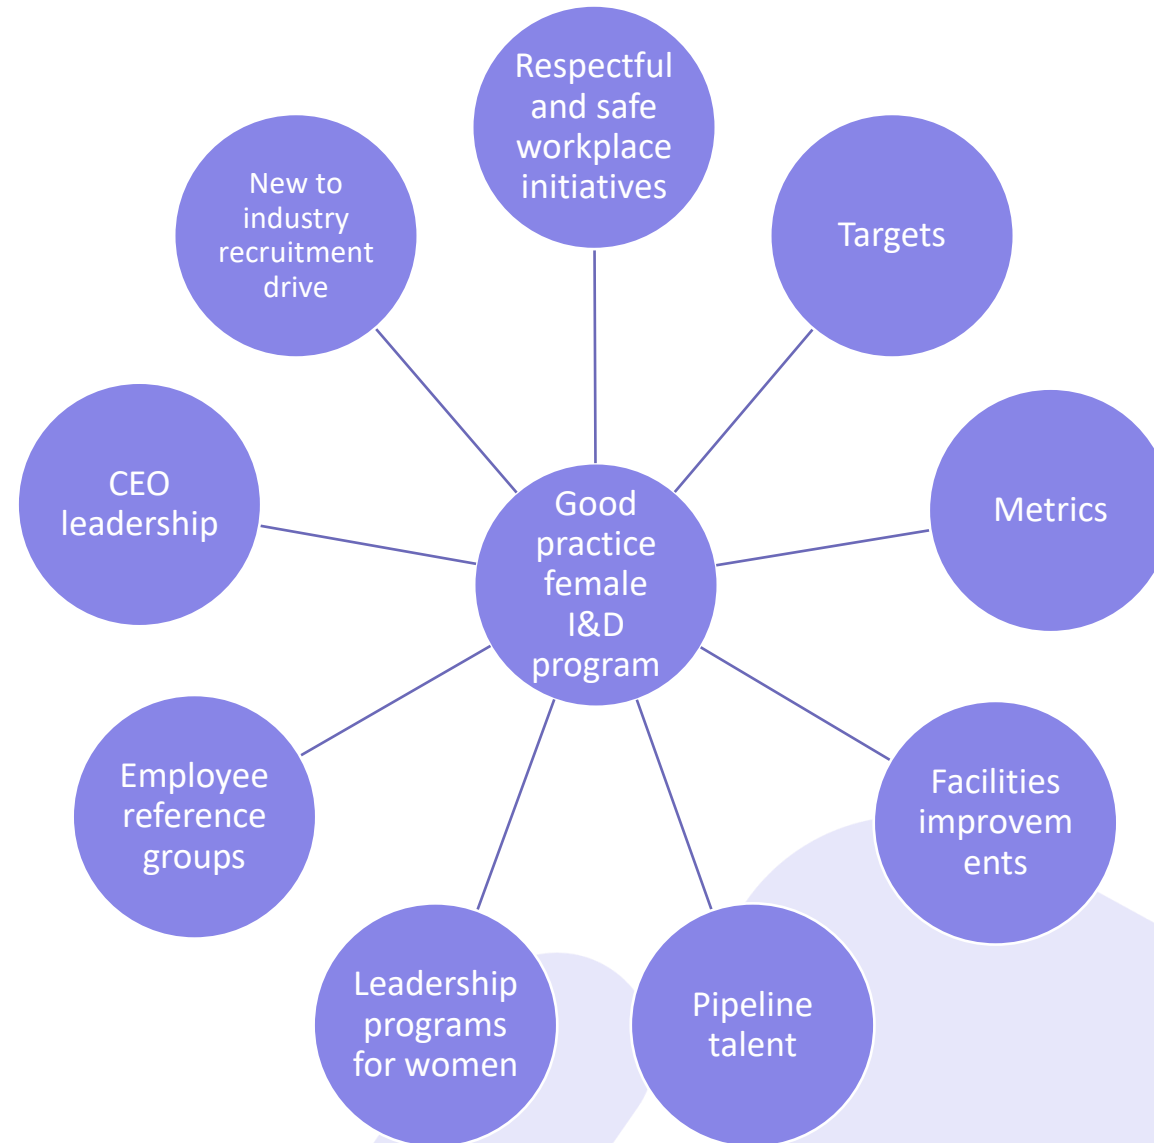 Respectful
and safe
workplace
initiatives
New to
industry
recruitment
drive
Targets
CEO
leadership
Metrics
Good
practice
female
I&D
program
Employee
reference
groups
Facilities
improvem
ents
Leadership
programs
for women
Pipeline
talent